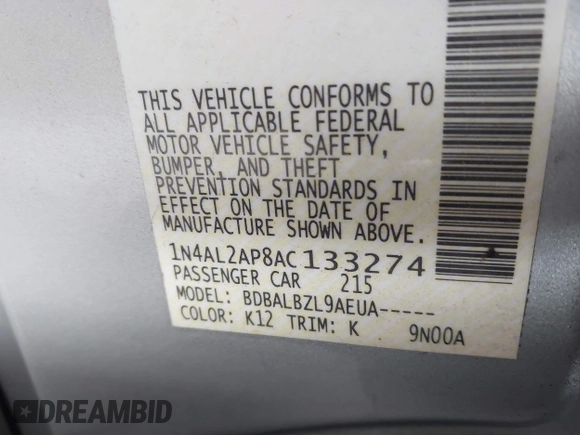 THIS VEHICLE CONFORMS TO
ALL APPLICABLE FEDERAL
MOTOR VEHICLE SAFETY,
BUMPER, AND THEFT
PREVENTION STANDARDS IN
EFFECT ON THE DATE OF
MANUFACTURE SHOWN ABOVE.
1N4AL2AP8AC133274
PASSENGER CAR 215
MODEL: BDBALBZL9AEUA-----
COLOR: K12 TRIM: K 9N00A
DREAMBID